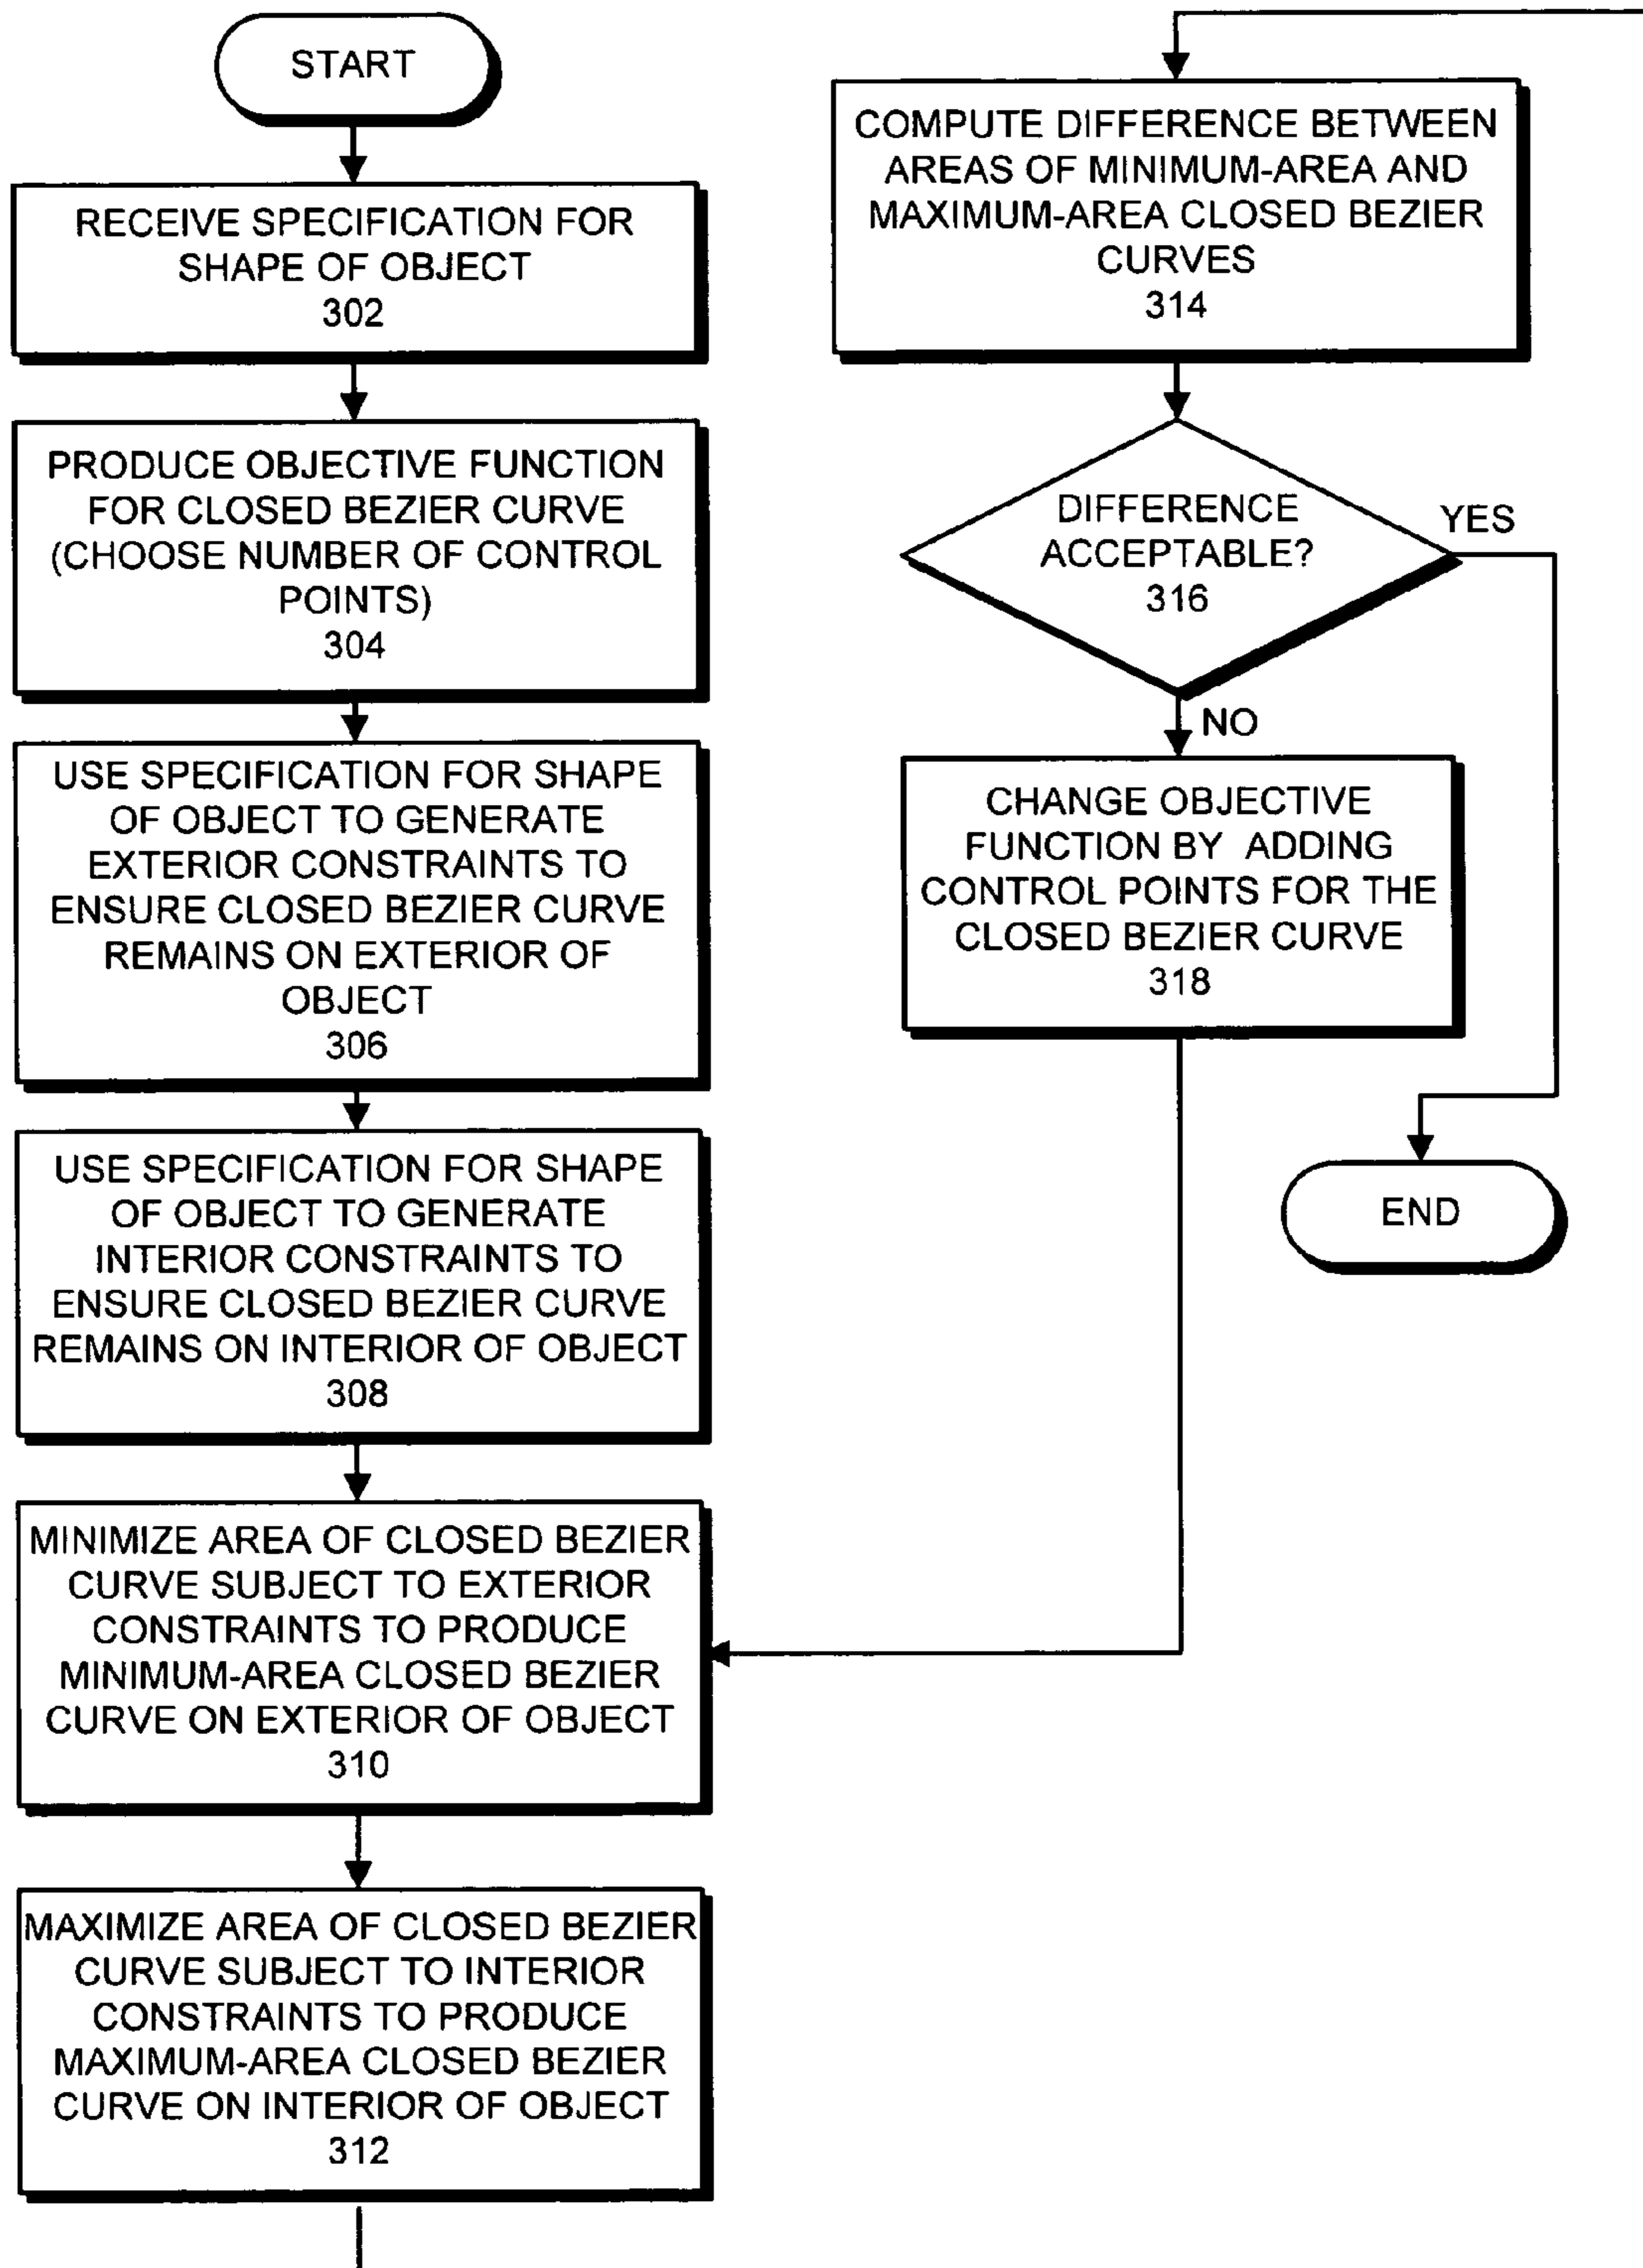 START
RECEIVE SPECIFICATION FOR
SHAPE OF OBJECT
302
PRODUCE OBJECTIVE FUNCTION
FOR CLOSED BEZIER CURVE
(CHOOSE NUMBER OF CONTROL
POINTS)
304
USE SPECIFICATION FOR SHAPE
OF OBJECT TO GENERATE
EXTERIOR CONSTRAINTS TO
ENSURE CLOSED BEZIER CURVE
REMAINS ON EXTERIOR OF
OBJECT
306
USE SPECIFICATION FOR SHAPE
OF OBJECT TO GENERATE
INTERIOR CONSTRAINTS TO
ENSURE CLOSED BEZIER CURVE
REMAINS ON INTERIOR OF OBJECT
308
MINIMIZE AREA OF CLOSED BEZIER
CURVE SUBJECT TO EXTERIOR
CONSTRAINTS TO PRODUCE
MINIMUM-AREA CLOSED BEZIER
CURVE ON EXTERIOR OF OBJECT
310
MAXIMIZE AREA OF CLOSED BEZIER
CURVE SUBJECT TO INTERIOR
CONSTRAINTS TO PRODUCE
MAXIMUM-AREA CLOSED BEZIER
CURVE ON INTERIOR OF OBJECT
312
COMPUTE DIFFERENCE BETWEEN
AREAS OF MINIMUM-AREA AND
MAXIMUM-AREA CLOSED BEZIER
CURVES
314
DIFFERENCE
ACCEPTABLE?
316
YES
NO
CHANGE OBJECTIVE
FUNCTION BY ADDING
CONTROL POINTS FOR THE
CLOSED BEZIER CURVE
318
END